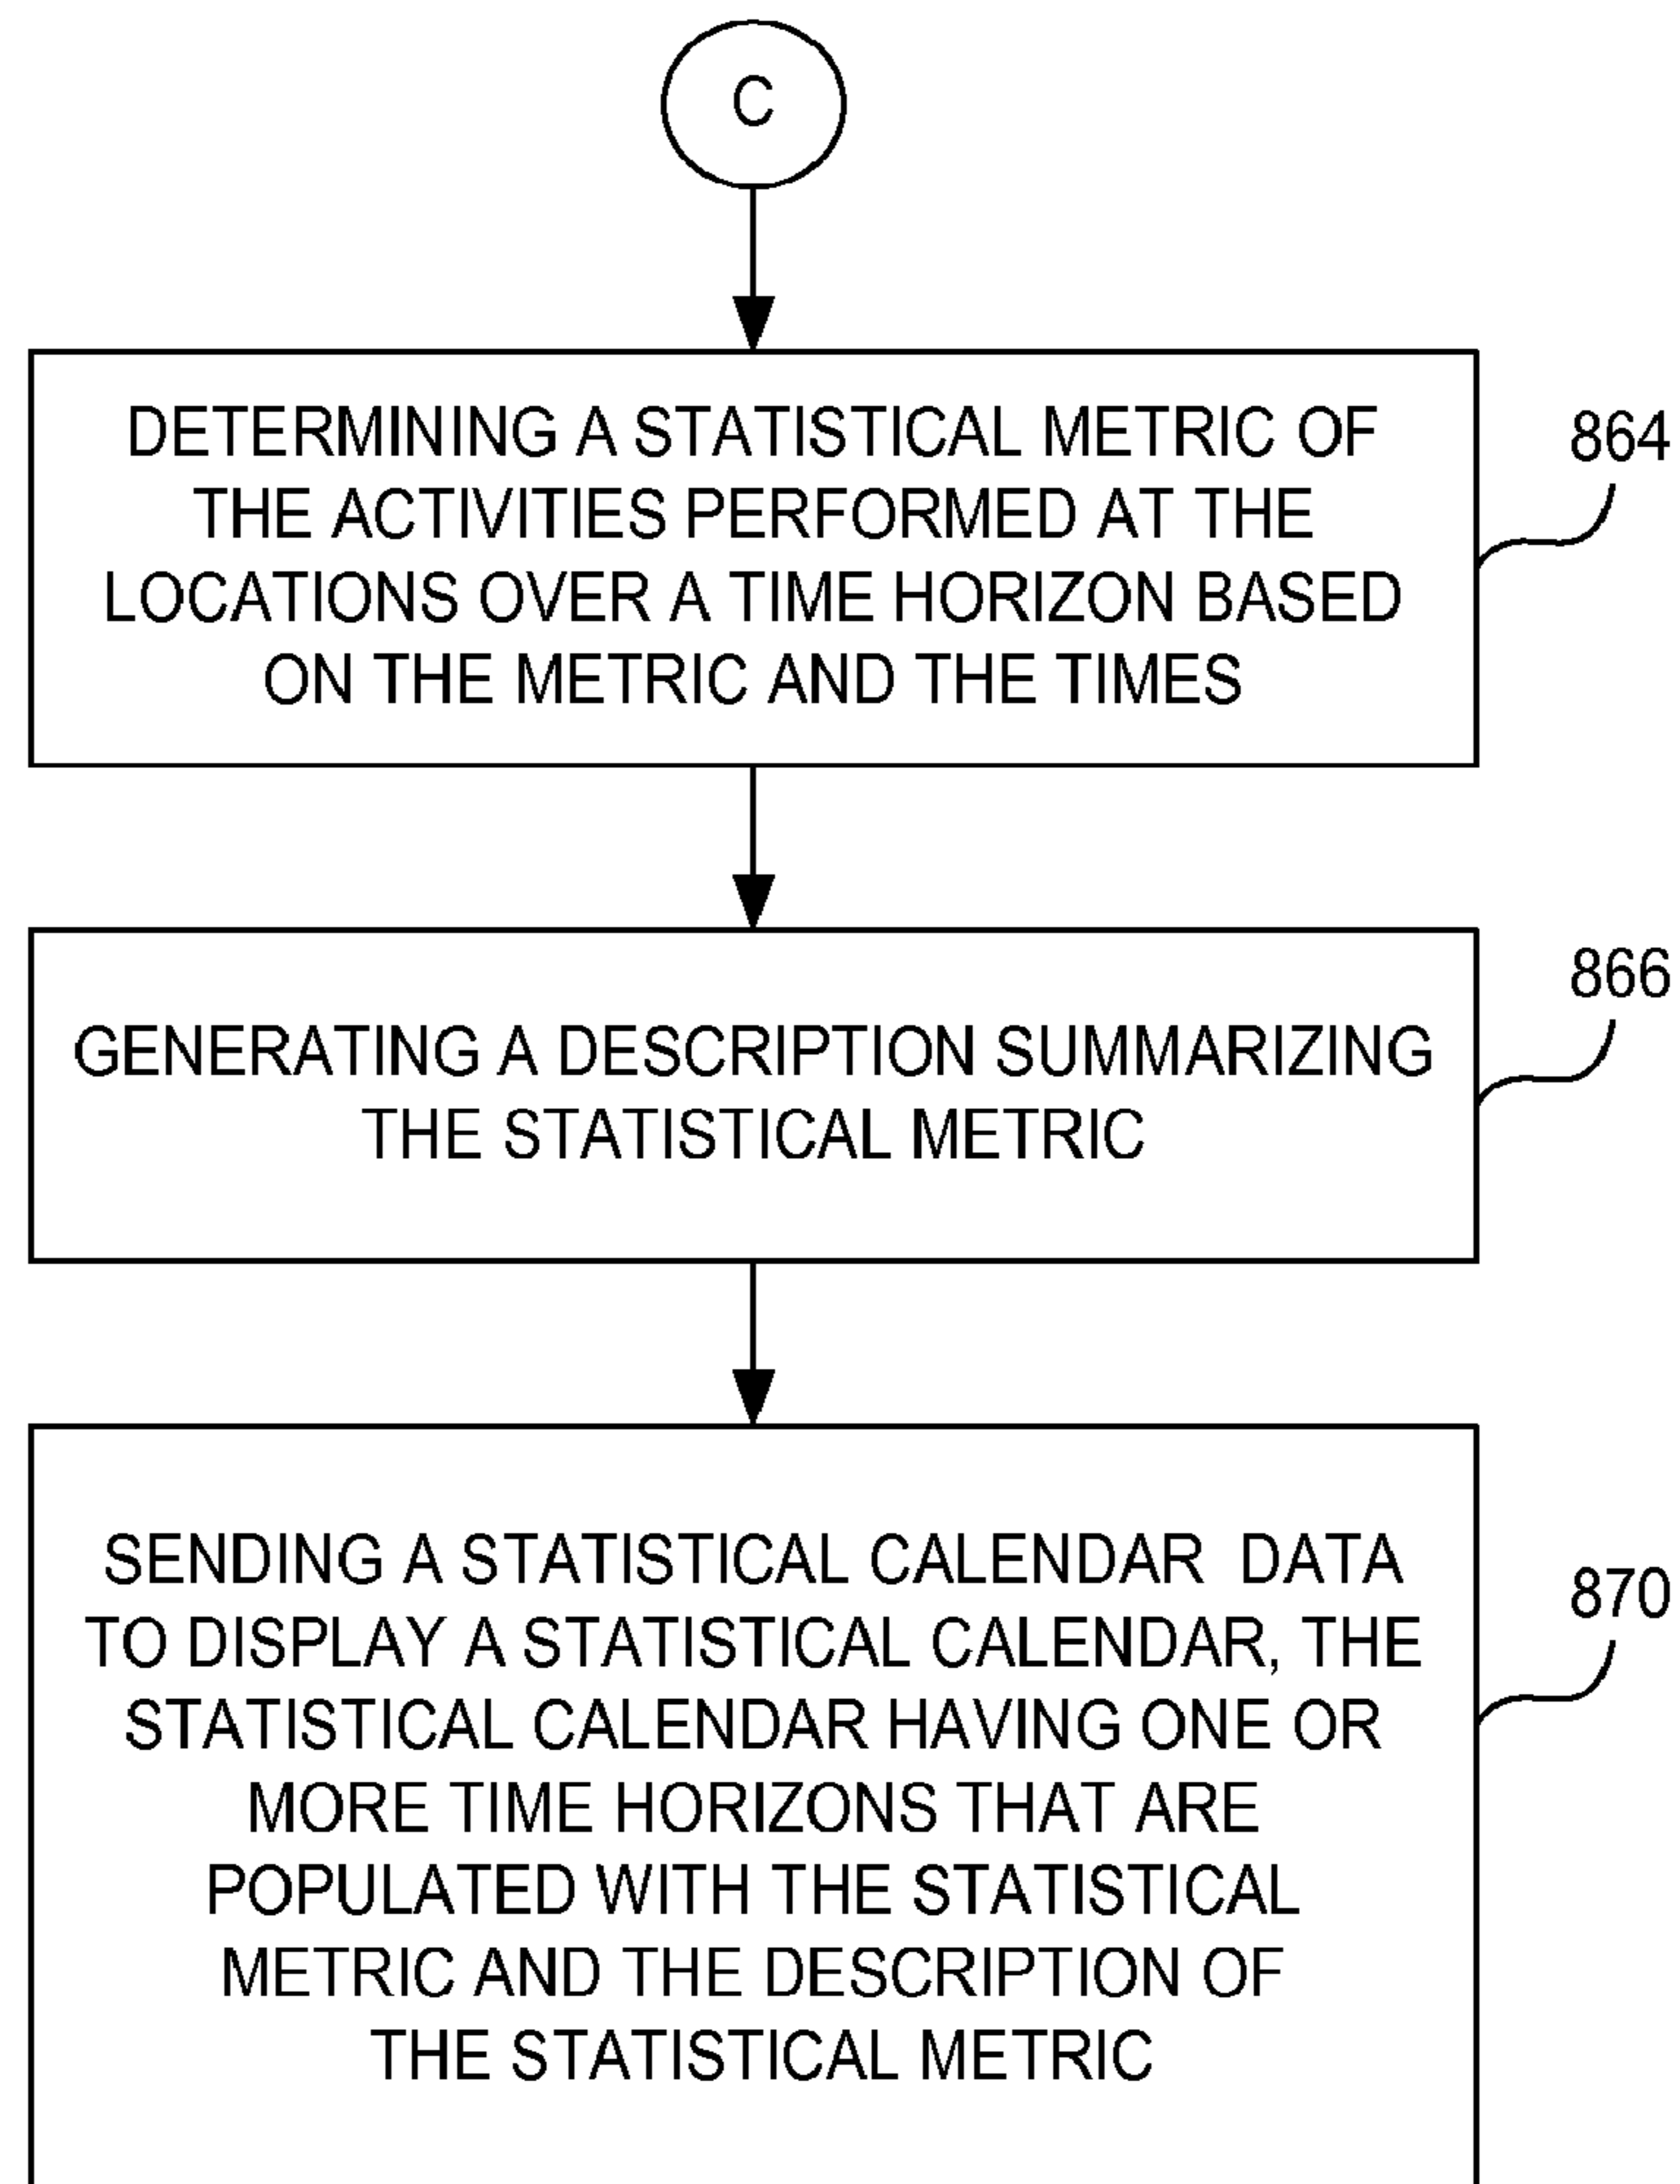 C
DETERMINING A STATISTICAL METRIC OF
THE ACTIVITIES PERFORMED AT THE
LOCATIONS OVER A TIME HORIZON BASED
ON THE METRIC AND THE TIMES
864
GENERATING A DESCRIPTION SUMMARIZING
THE STATISTICAL METRIC
866
SENDING A STATISTICAL CALENDAR DATA
TO DISPLAY A STATISTICAL CALENDAR, THE
STATISTICAL CALENDAR HAVING ONE OR
MORE TIME HORIZONS THAT ARE
POPULATED WITH THE STATISTICAL
METRIC AND THE DESCRIPTION OF
THE STATISTICAL METRIC
870